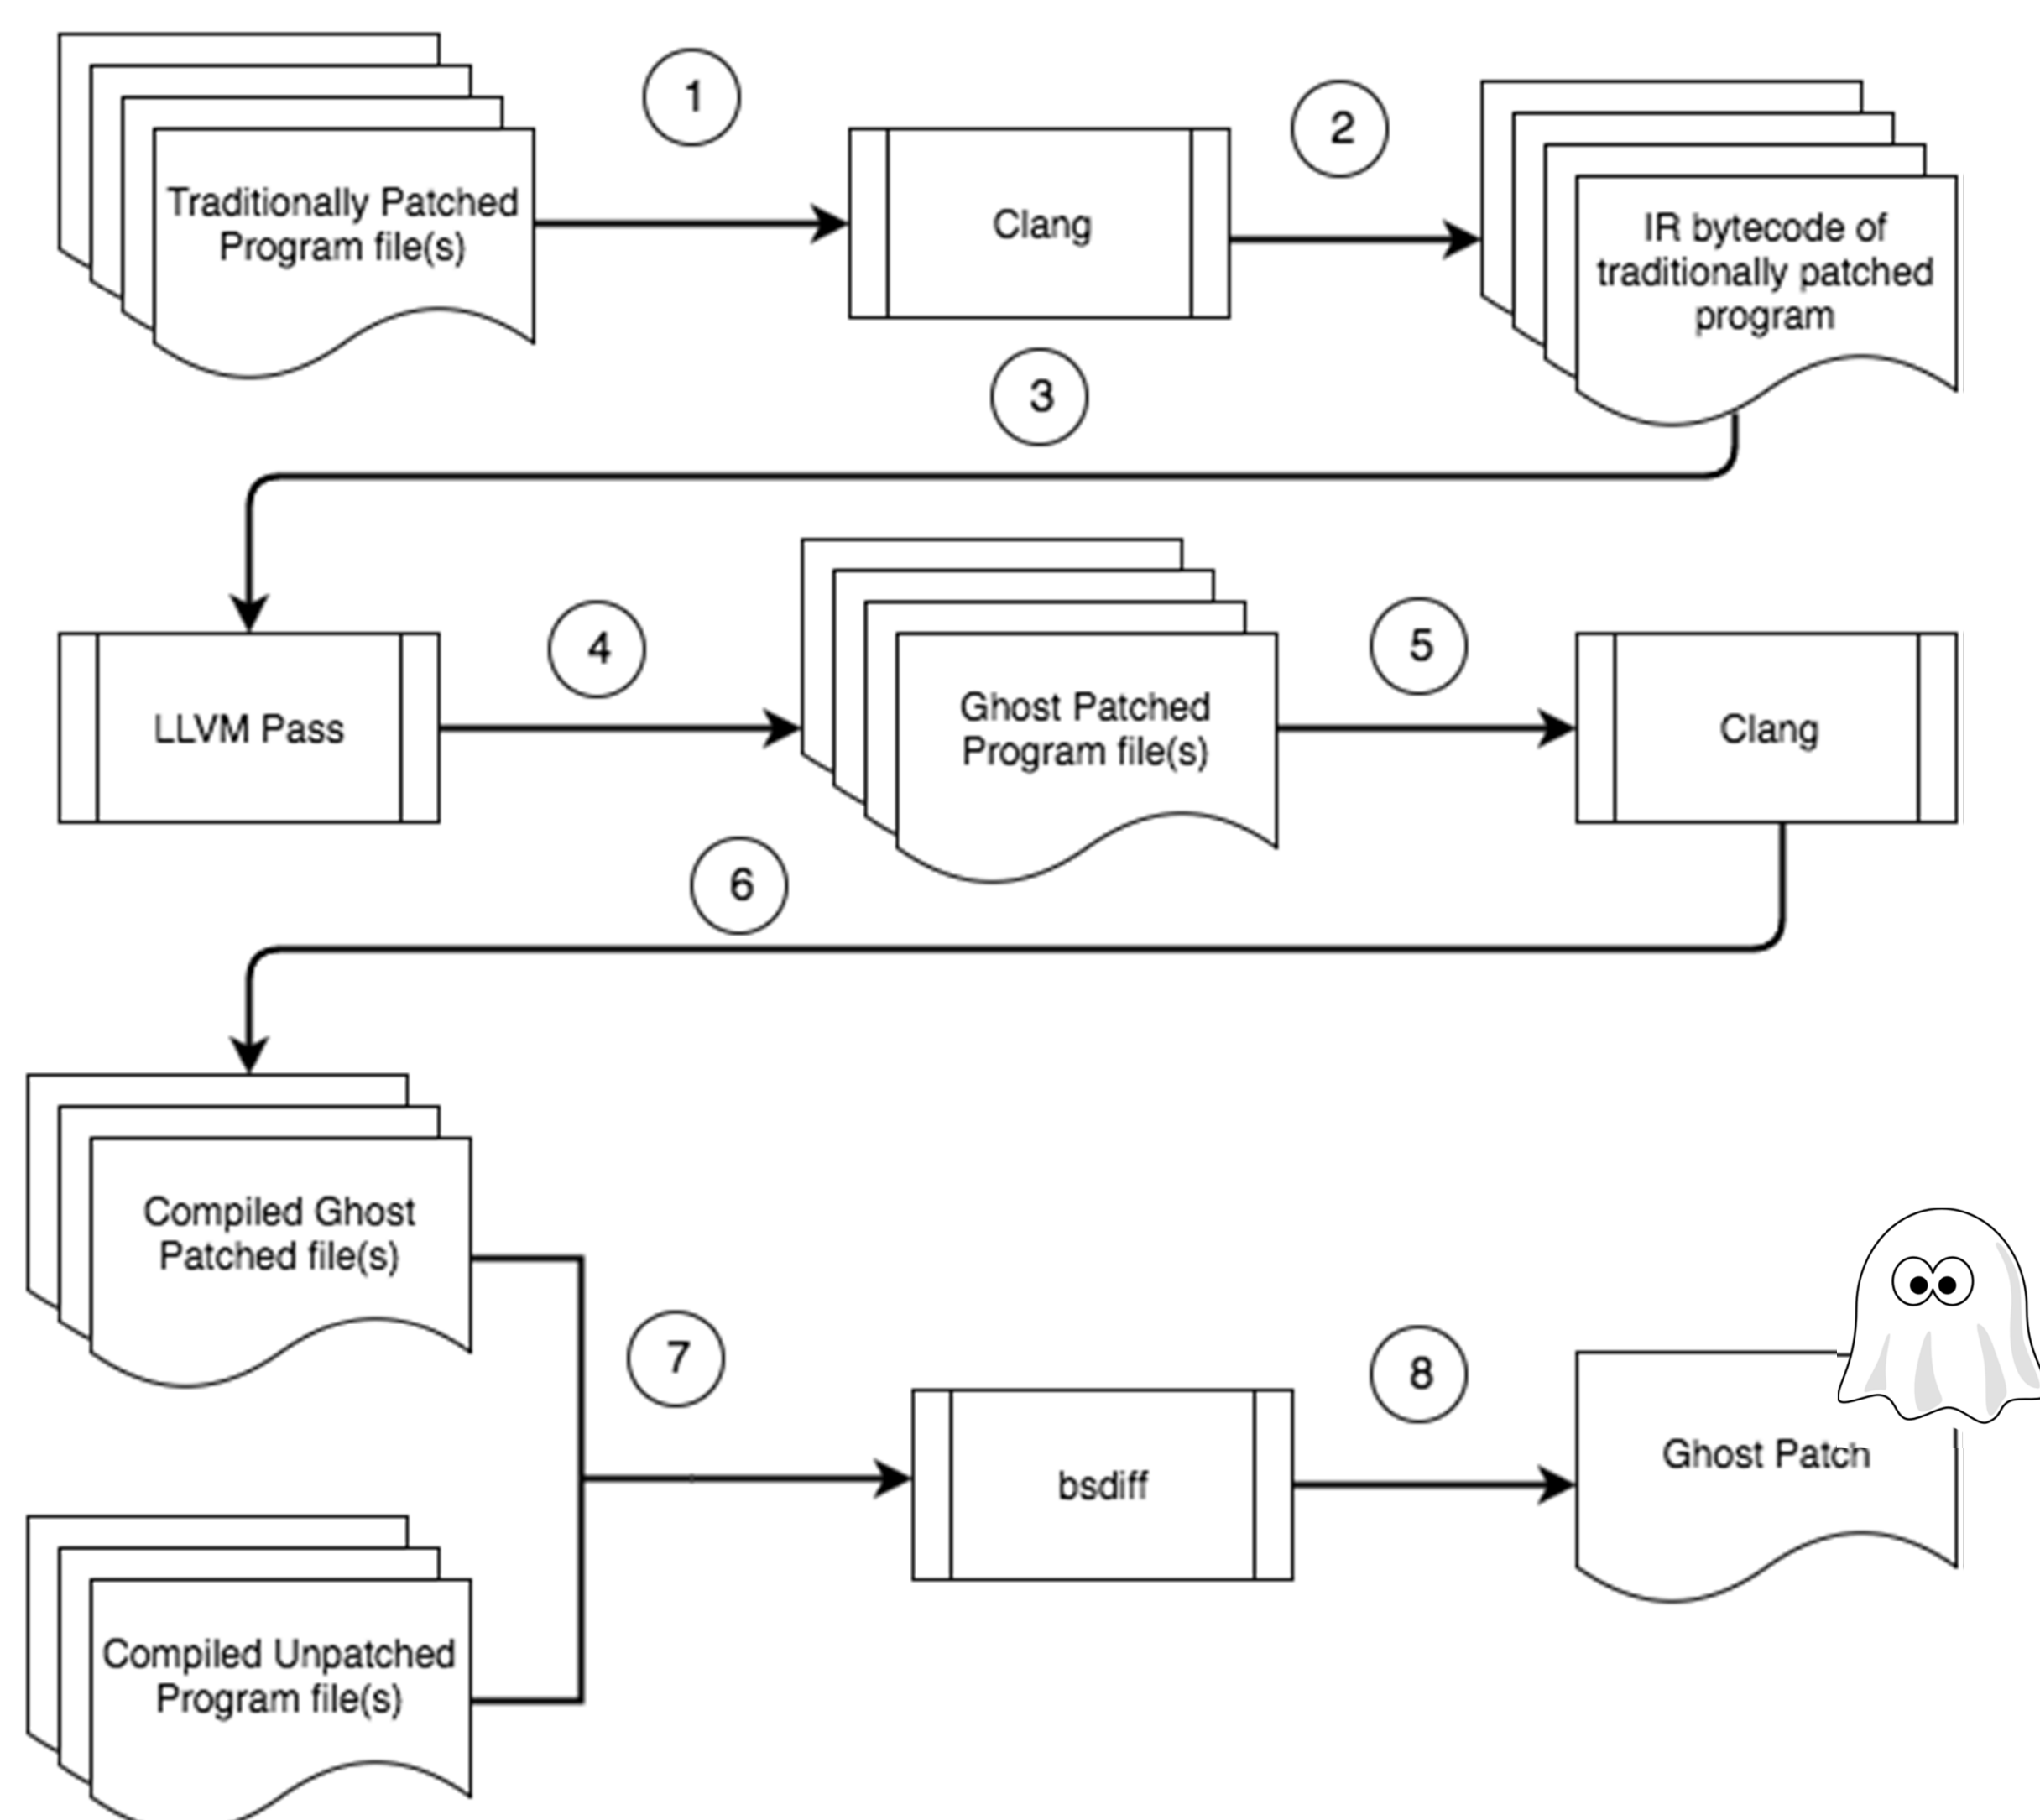 1
2
Traditionally Patched
Program file(s)
Clang
IR bytecode of
traditionally patched
program
3
4
5
LLVM Pass
Ghost Patched
Program file(s)
Clang
6
Compiled Ghost
Patched file(s)
7
8
bsdiff
Ghost Patch
Compiled Unpatched
Program file(s)